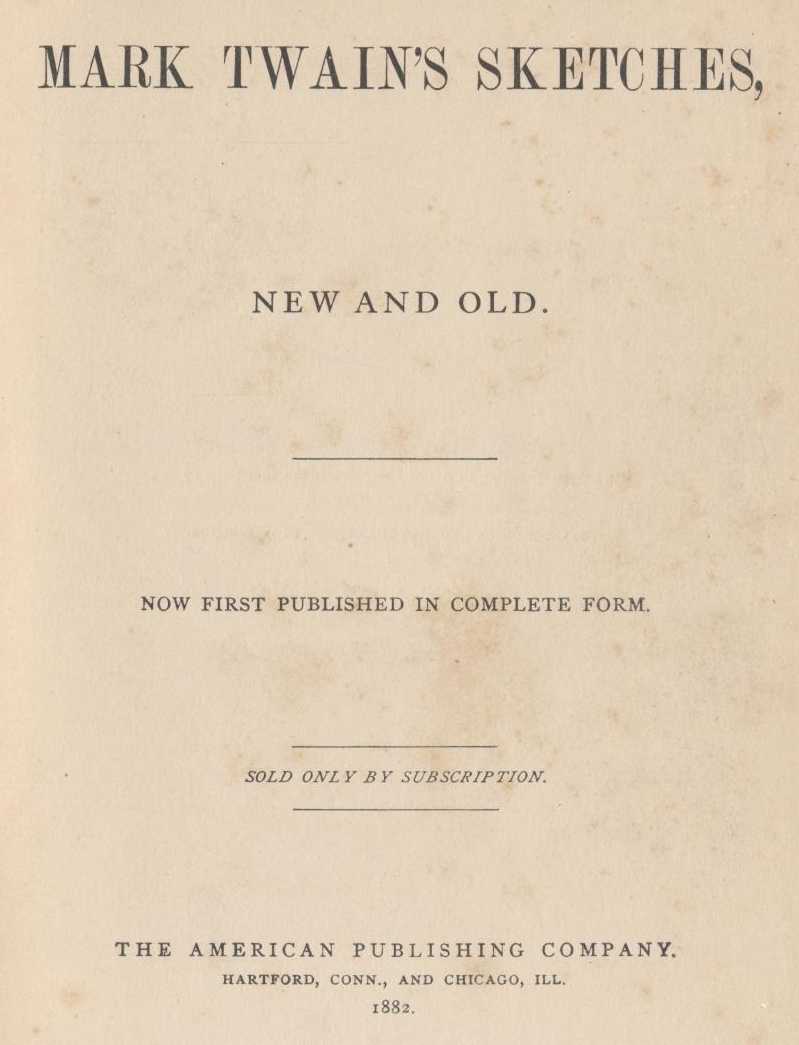 MARK TWAIN'S SKETCHES,
NEW AND OLD.
NOW FIRST PUBLISHED IN COMPLETE FORM.
SOLD ONLY BY SUBSCRIPTION.
THE AMERICAN PUBLISHING COMPANY.
HARTFORD, CONN., AND CHICAGO, ILL.
1882.